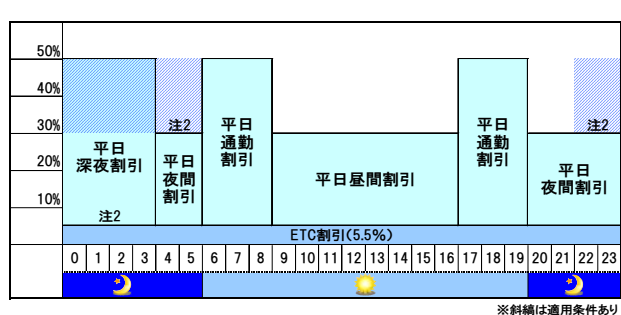 50%
40%
30%
20%
10%
注2
平日
深夜割引
注2
平日
夜間
割引
平日
通勤
割引
平日昼間割引
平日
通勤
割引
注2
平日
夜間割引
ETC割引(5.5%)
0 1 2 3 4 5 6 7 8 9 10 11 12 13 14 15 16 17 18 19 20 21 22 23
※斜縞は適用条件あり